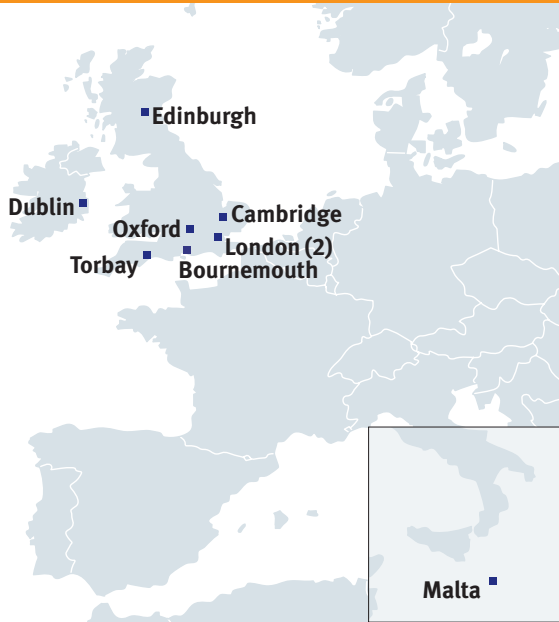 Edinburgh
Dublin
Cambridge
Oxford
London (2)
Torbay
Bournemouth
Malta